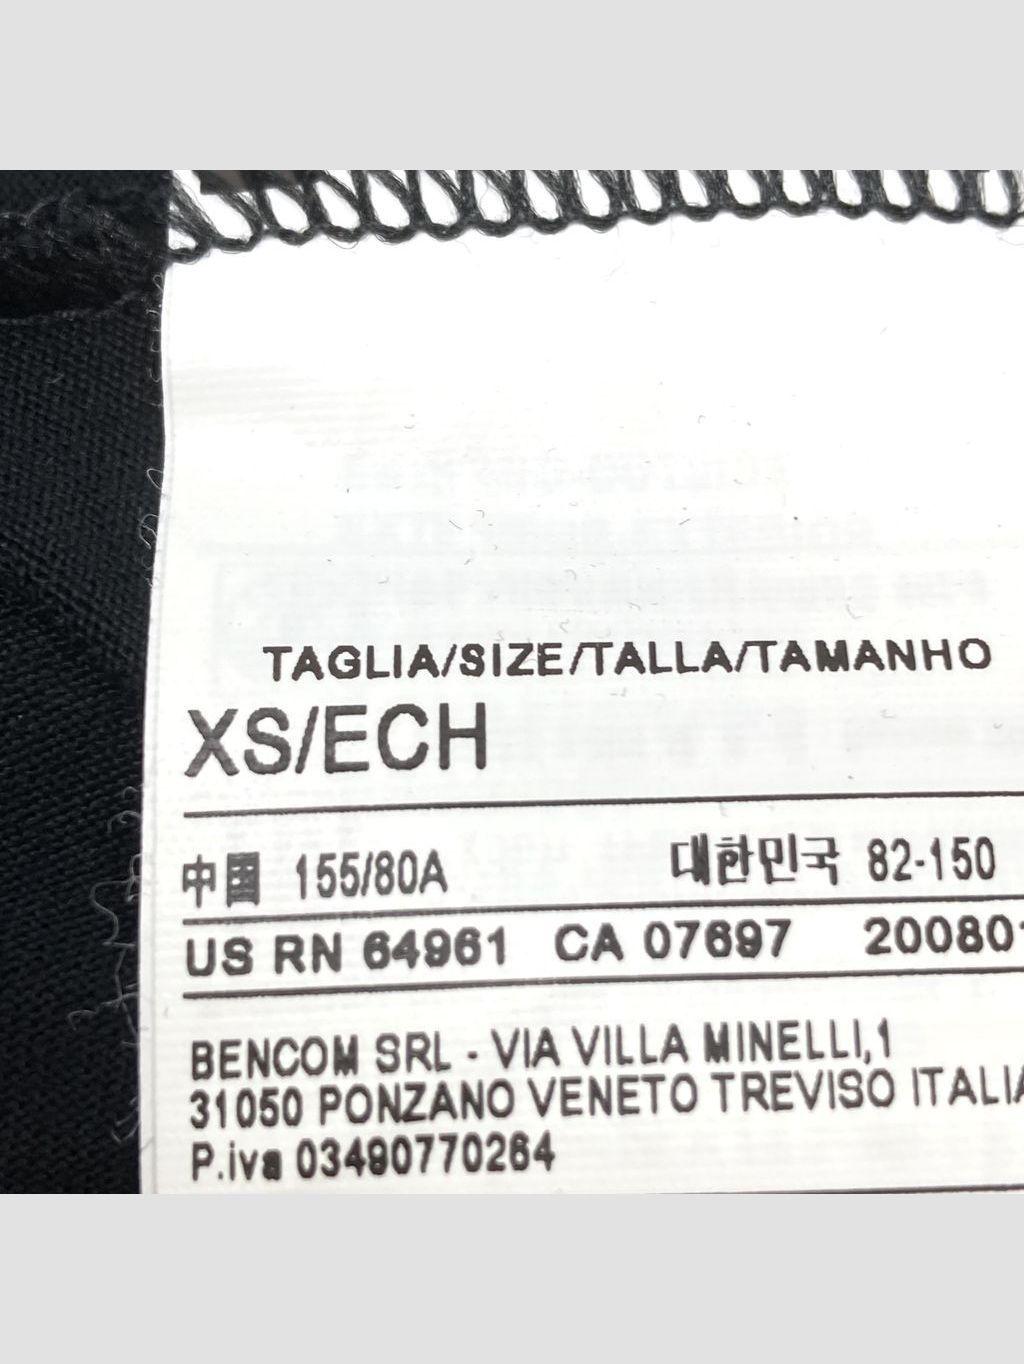 TAGLIA/SIZE/TALLA/TAMANHO
XS/ECH
中国 155/80A 대한민국 82-150
US RN 64961 CA 07697 200801
BENCOM SRL - VIA VILLA MINELLI,1
31050 PONZANO VENETO TREVISO ITALIA
P.iva 03490770264